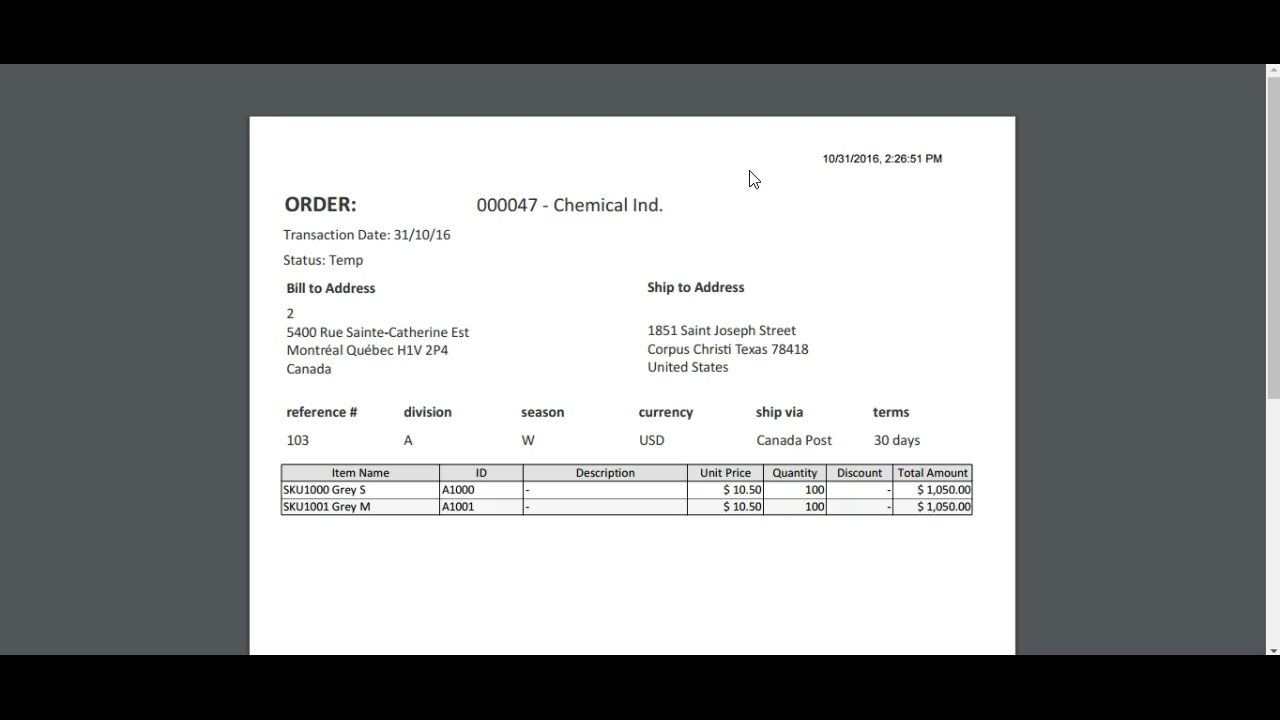 10/31/2016, 2:26:51 PM
ORDER: 000047 - Chemical Ind.
Transaction Date: 31/10/16
Status: Temp
Bill to Address Ship to Address
2
5400 Rue Sainte-Catherine Est 1851 Saint Joseph Street
Montréal Québec H1V 2P4 Corpus Christi Texas 78418
Canada United States
reference # division season currency ship via terms
103 A W USD Canada Post 30 days
Item Name ID Description Unit Price Quantity Discount Total Amount
SKU1000 Grey S A1000 - $ 10.50 100 - $ 1,050.00
SKU1001 Grey M A1001 - $ 10.50 100 - $ 1,050.00